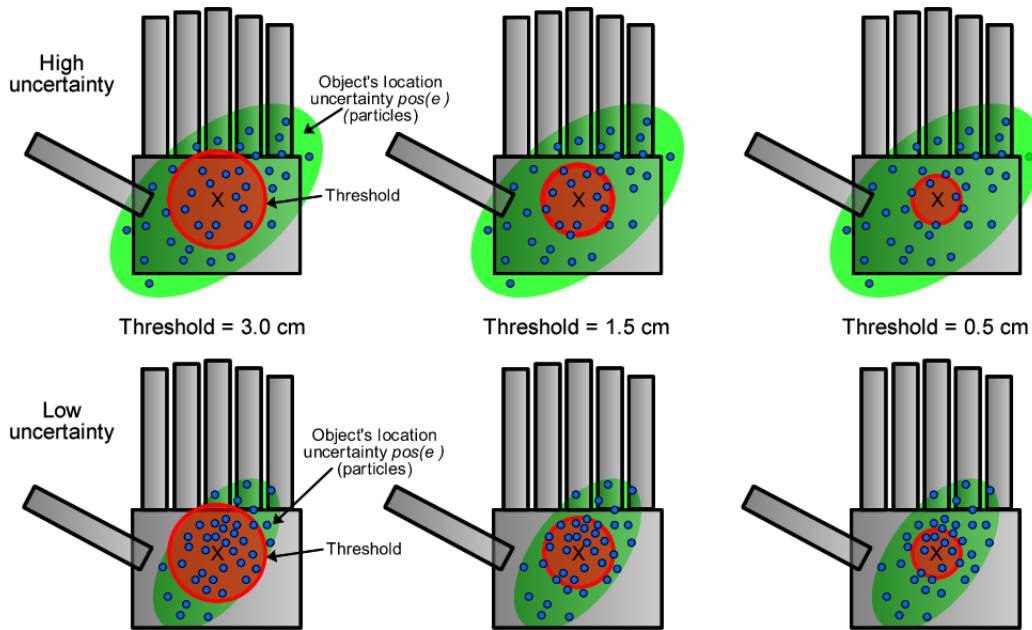 High
uncertainty
Object's location
uncertainty pos(e )
(particles)
X
Threshold
X
X
Threshold = 3.0 cm
Threshold = 1.5 cm
Threshold = 0.5 cm
Low
uncertainty
Object's location
uncertainty pos(e )
(particles)
X
Threshold
X
X